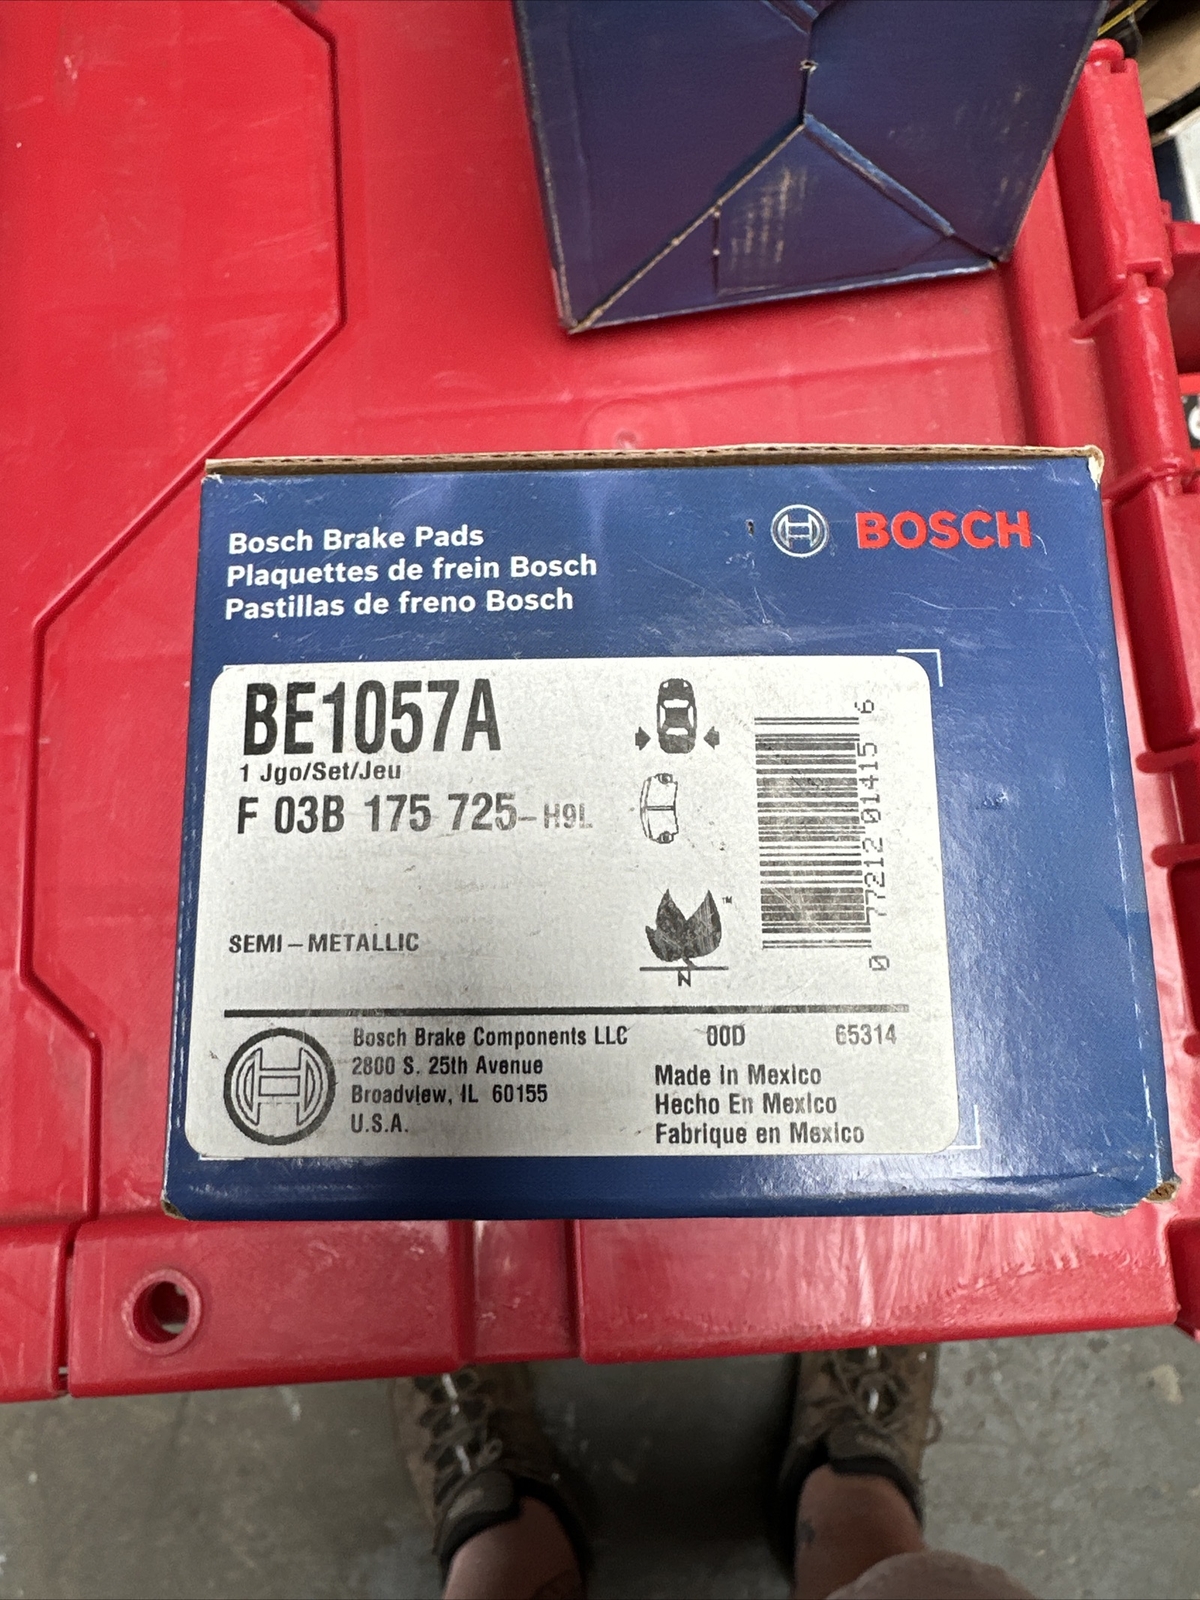 Bosch Brake Pads
Plaquettes de frein Bosch
Pastillas de freno Bosch
BOSCH
BE1057A
1 Jgo/Set/Jeu
F 03B 175 725-H9L
SEMI-METALLIC
TM
N
0 77212 01415 6
Bosch Brake Components LLC
2800 S. 25th Avenue
Broadview, IL 60155
U.S.A.
00D 65314
Made in Mexico
Hecho En Mexico
Fabrique en Mexico